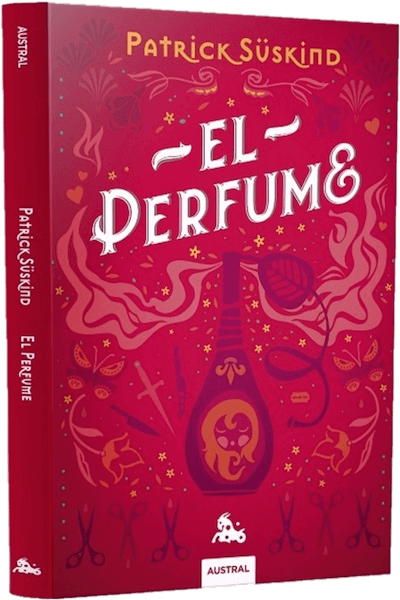 Patrick Süskind
EL
PERFUME
AUSTRAL
AUSTRAL
Patrick Süskind
El Perfume